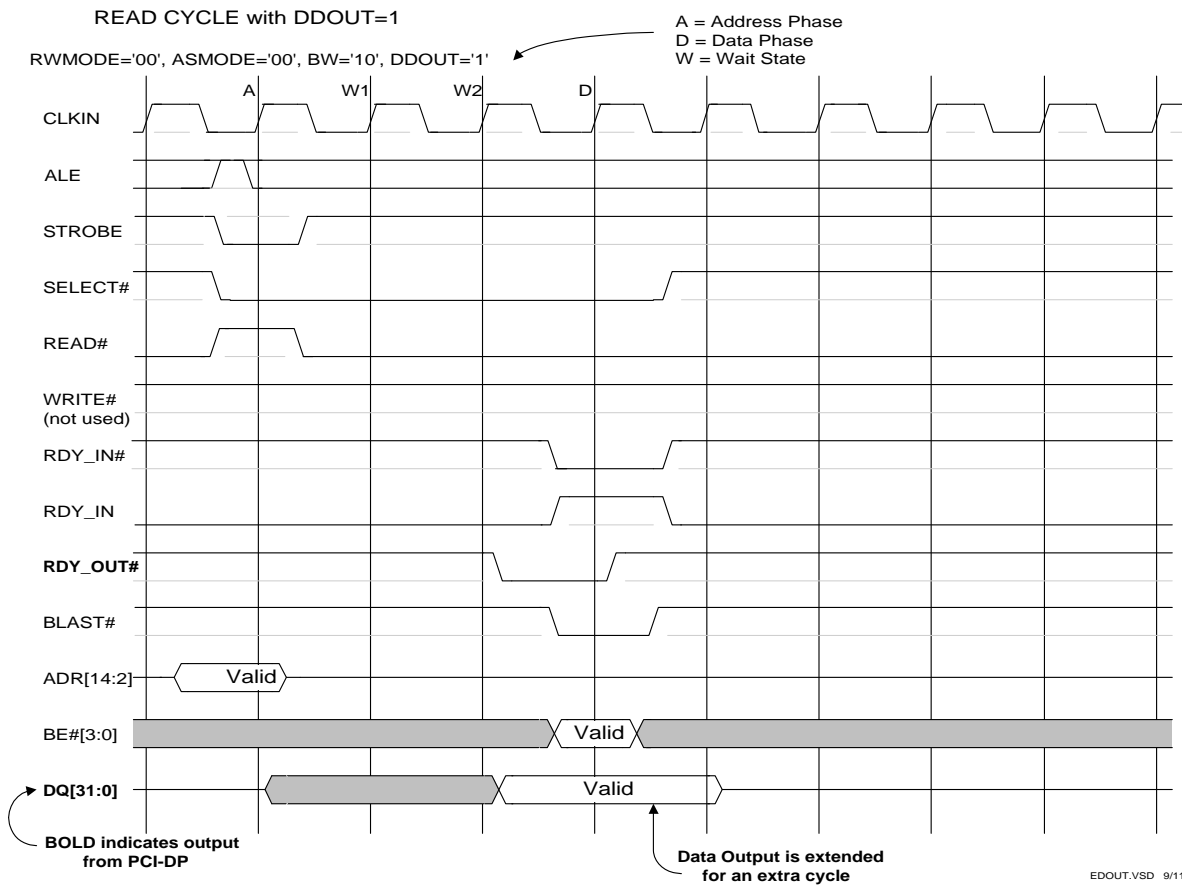 READ CYCLE with DDOUT=1
A = Address Phase
D = Data Phase
W = Wait State
RWMODE='00', ASMODE='00', BW='10', DDOUT='1'
A W1 W2 D
CLKIN
ALE
STROBE
SELECT#
READ#
WRITE#
(not used)
RDY_IN#
RDY_IN
RDY_OUT#
BLAST#
ADR[14:2] Valid
BE#[3:0] Valid
DQ[31:0] Valid
BOLD indicates output
from PCI-DP
Data Output is extended
for an extra cycle
EDOUT.VSD 9/11